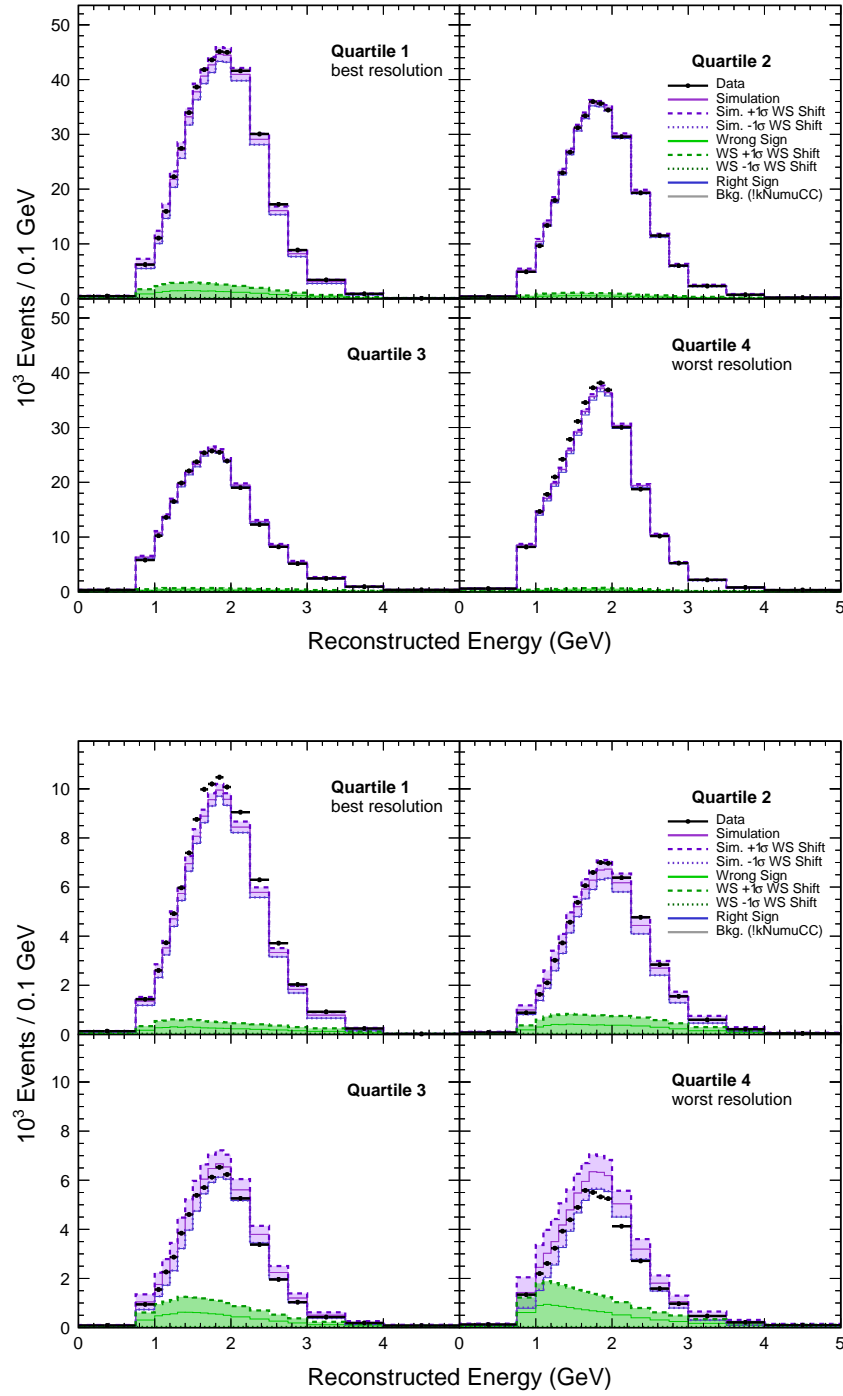 50
40
30
20
10
0
50
40
30
20
10
0
10³ Events / 0.1 GeV
Quartile 1
best resolution
Quartile 2
Data
Simulation
Sim. +1σ WS Shift
Sim. -1σ WS Shift
Wrong Sign
WS +1σ WS Shift
WS -1σ WS Shift
Right Sign
Bkg. (!kNumuCC)
Quartile 3
Quartile 4
worst resolution
0 1 2 3 4 0 1 2 3 4 5
Reconstructed Energy (GeV)
10
8
6
4
2
0
10
8
6
4
2
0
10³ Events / 0.1 GeV
Quartile 1
best resolution
Quartile 2
Data
Simulation
Sim. +1σ WS Shift
Sim. -1σ WS Shift
Wrong Sign
WS +1σ WS Shift
WS -1σ WS Shift
Right Sign
Bkg. (!kNumuCC)
Quartile 3
Quartile 4
worst resolution
0 1 2 3 4 0 1 2 3 4 5
Reconstructed Energy (GeV)